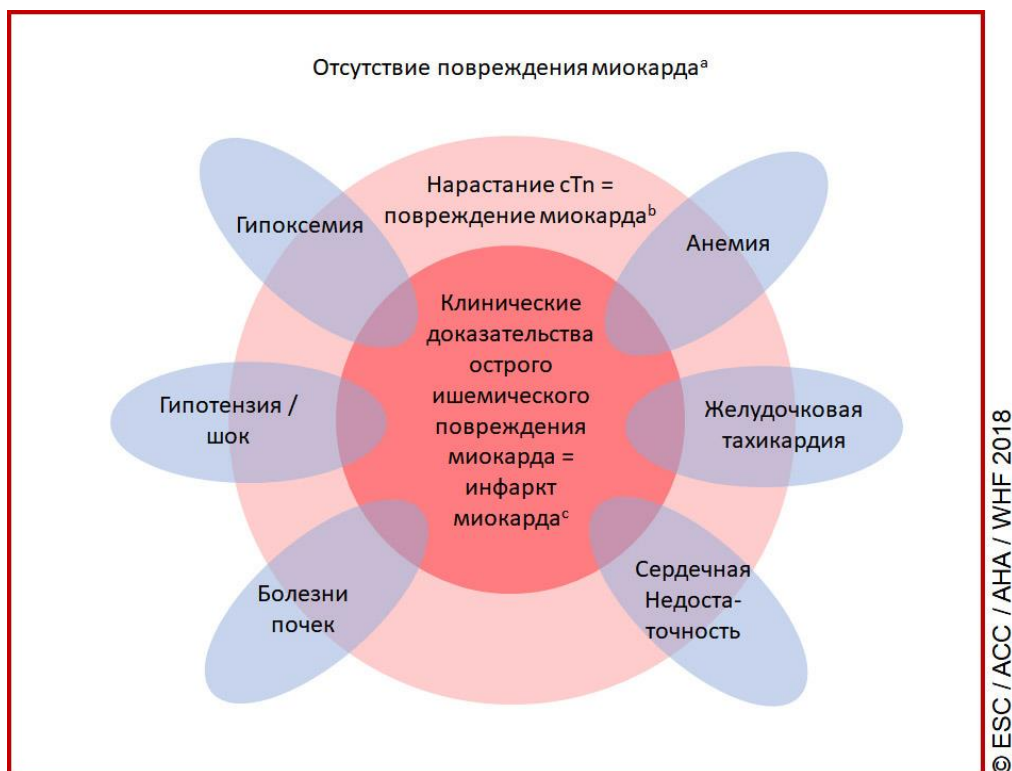 Отсутствие повреждения миокардаᵃ
Нарастание cTn =
повреждение миокардаᵇ
Гипоксемия
Анемия
Клинические
доказательства
острого
ишемического
повреждения
миокарда =
инфаркт
миокардаᶜ
Гипотензия /
шок
Желудочковая
тахикардия
Болезни
почек
Сердечная
Недоста-
точность
© ESC / ACC / AHA / WHF 2018